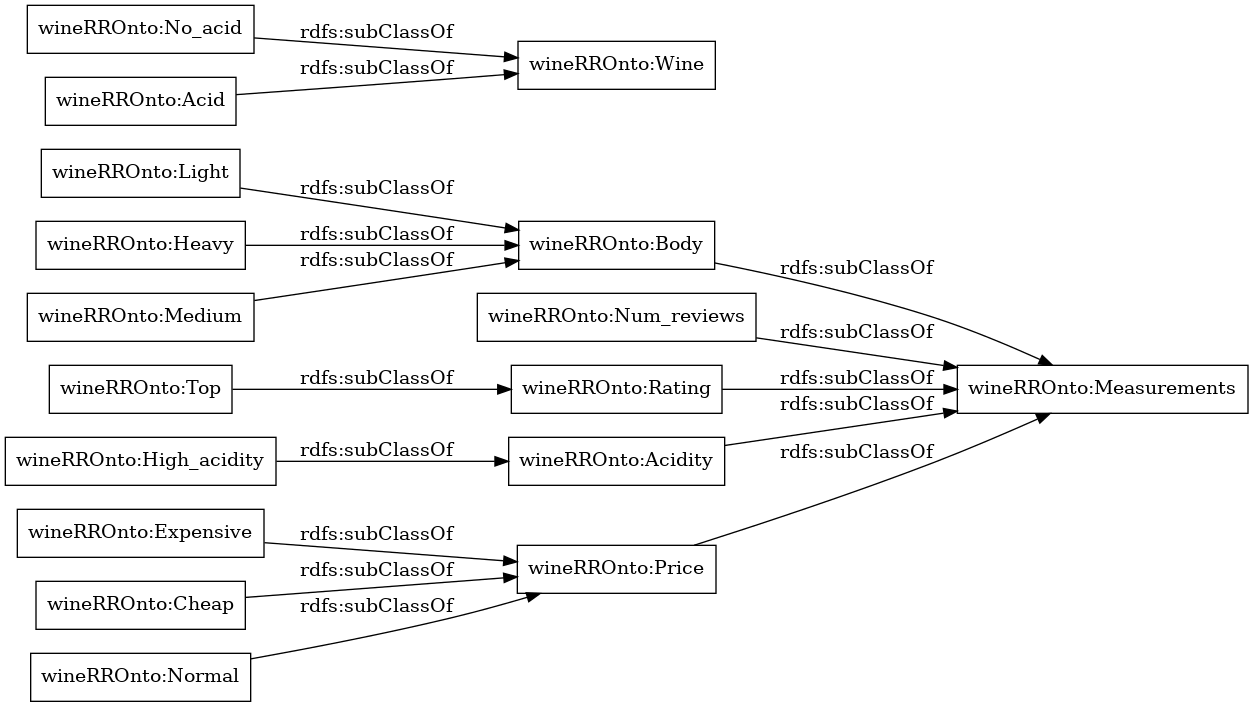 wineRROnto:No_acid
rdfs:subClassOf
wineRROnto:Wine
rdfs:subClassOf
wineRROnto:Acid
wineRROnto:Light
rdfs:subClassOf
wineRROnto:Heavy
rdfs:subClassOf
wineRROnto:Body
rdfs:subClassOf
rdfs:subClassOf
wineRROnto:Medium
wineRROnto:Num_reviews
rdfs:subClassOf
wineRROnto:Top
rdfs:subClassOf
wineRROnto:Rating
rdfs:subClassOf
wineRROnto:Measurements
rdfs:subClassOf
wineRROnto:High_acidity
rdfs:subClassOf
wineRROnto:Acidity
rdfs:subClassOf
wineRROnto:Expensive
rdfs:subClassOf
rdfs:subClassOf
wineRROnto:Price
wineRROnto:Cheap
rdfs:subClassOf
wineRROnto:Normal